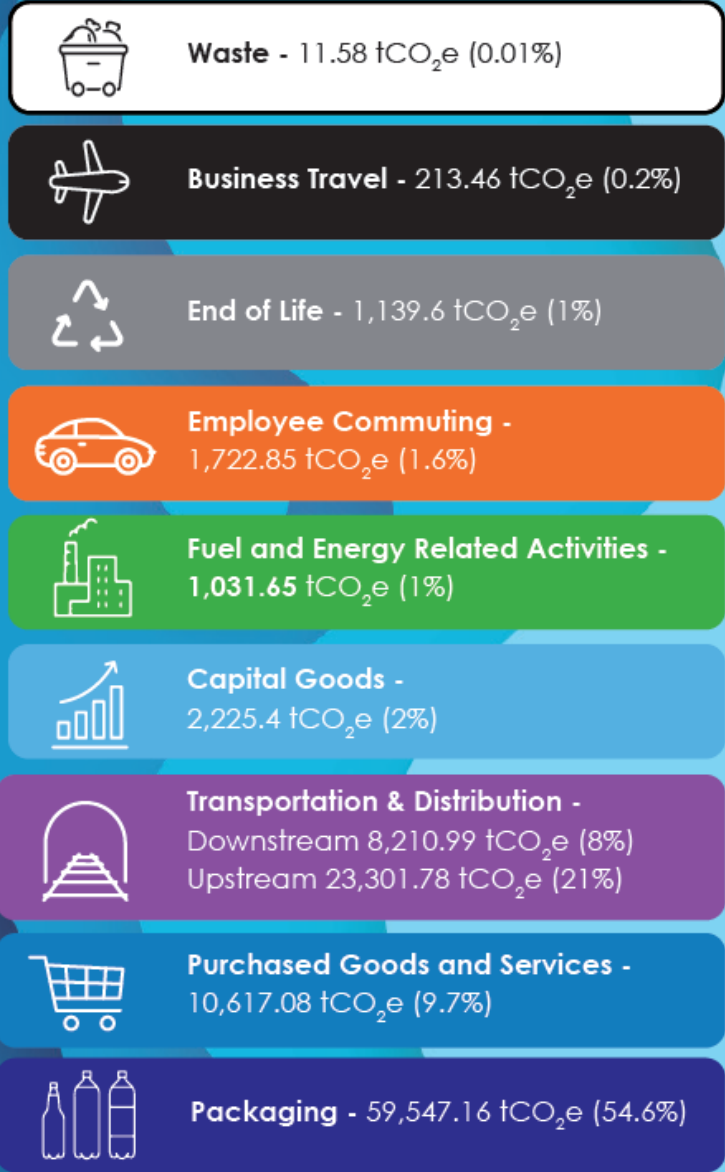 Waste - 11.58 tCO₂e (0.01%)
Business Travel - 213.46 tCO₂e (0.2%)
End of Life - 1,139.6 tCO₂e (1%)
Employee Commuting -
1,722.85 tCO₂e (1.6%)
Fuel and Energy Related Activities -
1,031.65 tCO₂e (1%)
Capital Goods -
2,225.4 tCO₂e (2%)
Transportation & Distribution -
Downstream 8,210.99 tCO₂e (8%)
Upstream 23,301.78 tCO₂e (21%)
Purchased Goods and Services -
10,617.08 tCO₂e (9.7%)
Packaging - 59,547.16 tCO₂e (54.6%)